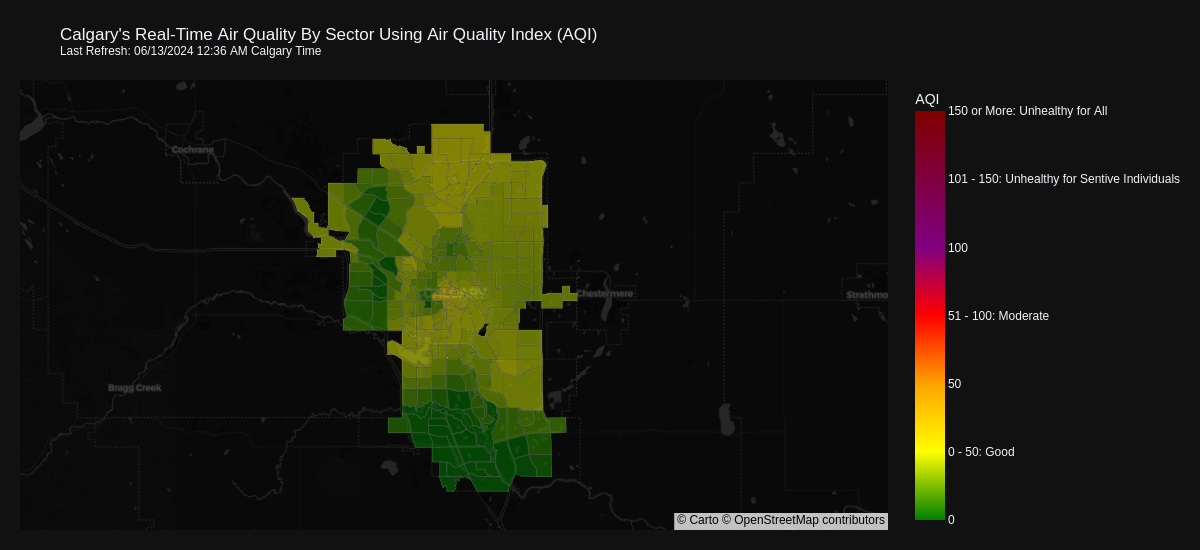 Calgary's Real-Time Air Quality By Sector Using Air Quality Index (AQI)
Last Refresh: 06/13/2024 12:36 AM Calgary Time
AQI
150 or More: Unhealthy for All
Cochrane
101 - 150: Unhealthy for Sentive Individuals
100
Chestermere
Strathmo
51 - 100: Moderate
50
Bragg Creek
0 - 50: Good
© Carto © OpenStreetMap contributors
0